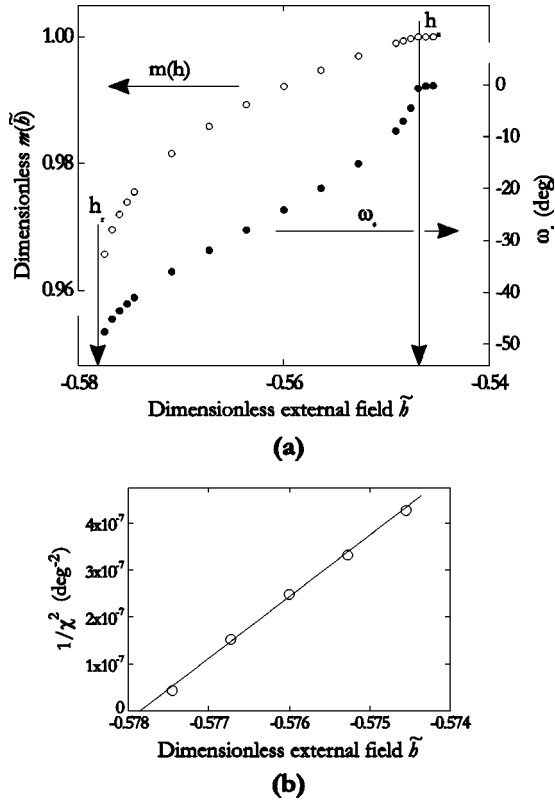 1.00
0.98
0.96
Dimensionless m(h̃)
m(h)
h
h
ω
0
-10
-20
-30
-40
-50
(deg)
-0.58
-0.56
-0.54
Dimensionless external field h̃
(a)
4x10⁻⁷
3x10⁻⁷
2x10⁻⁷
1x10⁻⁷
0
1/χ² (deg⁻²)
-0.578
-0.577
-0.576
-0.575
-0.574
Dimensionless external field h̃
(b)